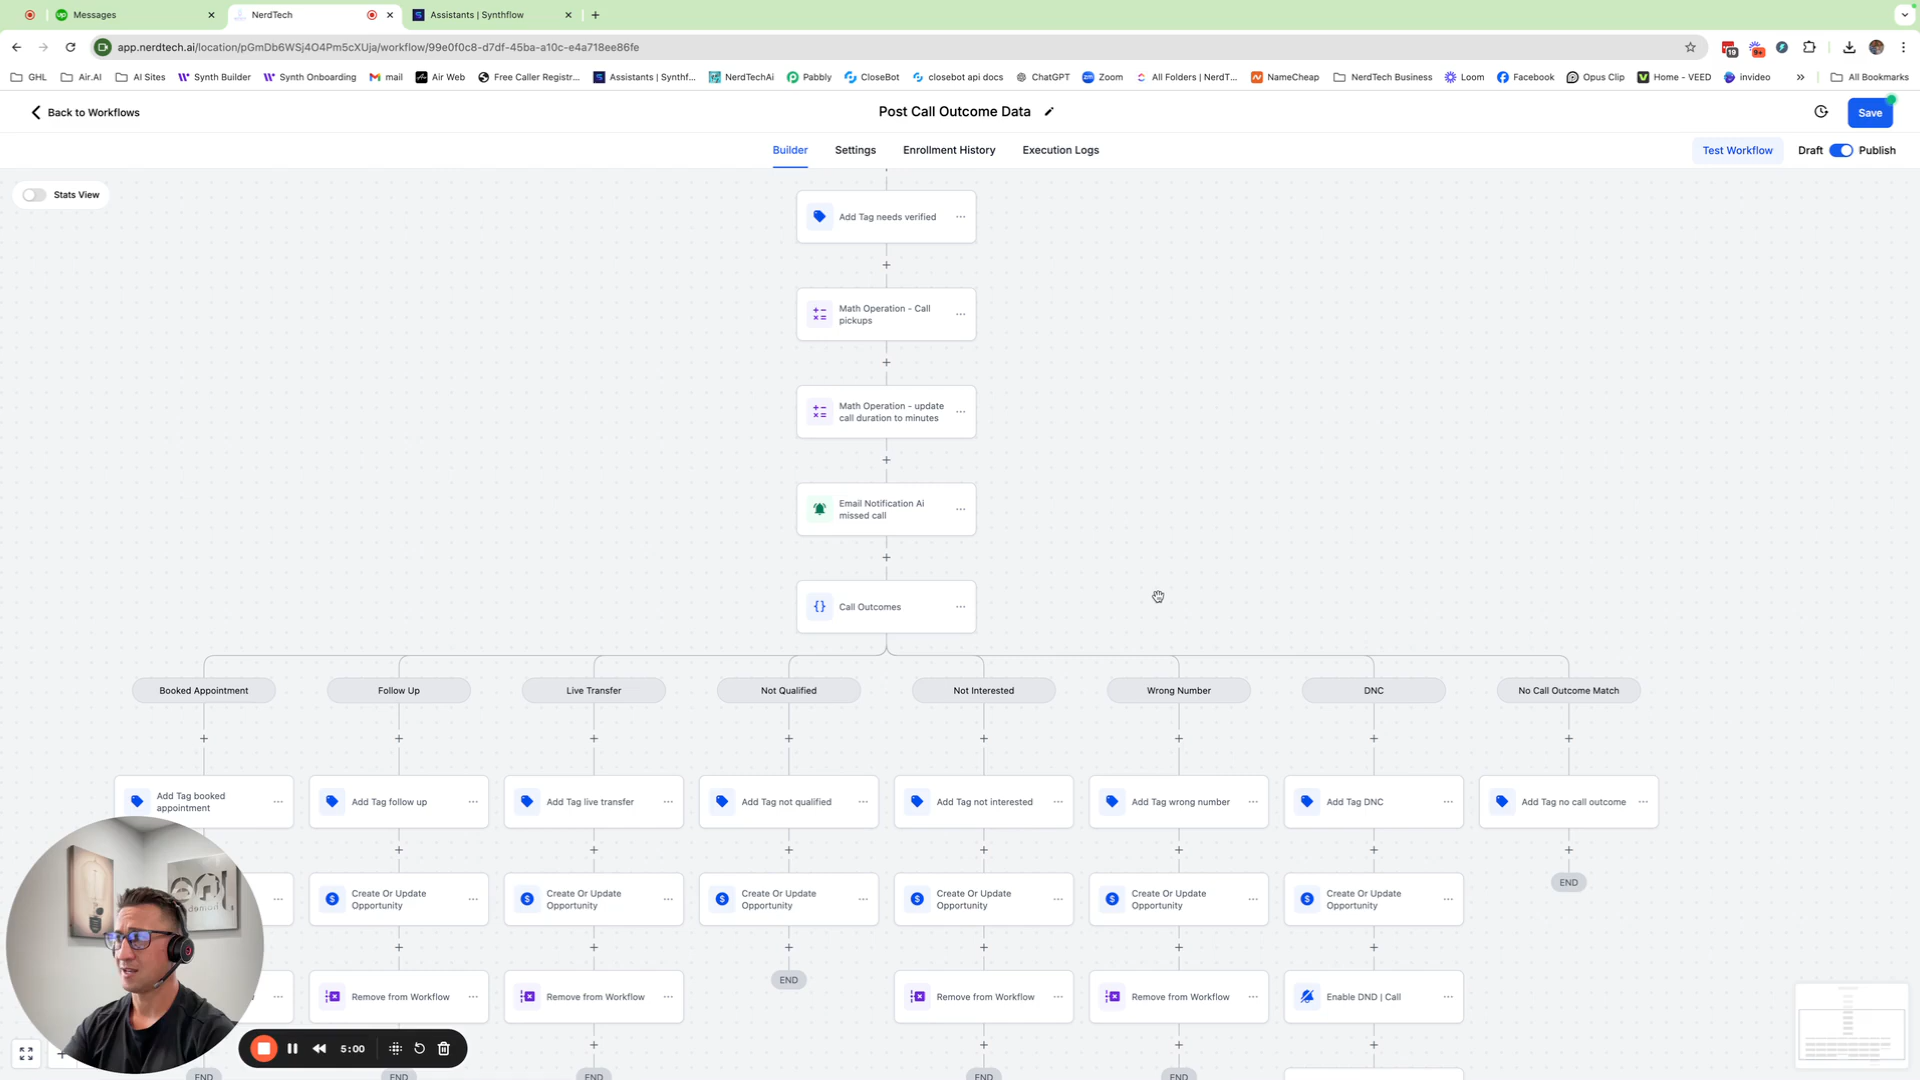 Messages
NerdTech
Assistants | Synthflow
app.nerdtech.ai/location/pGmDb6WSj4O4Pm5cXUja/workflow/99e0f0c8-d7df-45ba-a10c-e4a718ee86fe
19
9+
GHL
Air.AI
AI Sites
Synth Builder
Synth Onboarding
mail
Air Web
Free Caller Registr...
Assistants | Synthf...
NerdTechAi
Pabbly
CloseBot
closebot api docs
ChatGPT
Zoom
All Folders | NerdT...
NameCheap
NerdTech Business
Loom
Facebook
Opus Clip
Home - VEED
invideo
»
All Bookmarks
Back to Workflows
Post Call Outcome Data
Save
Builder
Settings
Enrollment History
Execution Logs
Test Workflow
Draft
Publish
Stats View
Add Tag needs verified
Math Operation - Call
pickups
Math Operation - update
call duration to minutes
Email Notification Ai
missed call
Call Outcomes
Booked Appointment
Follow Up
Live Transfer
Not Qualified
Not Interested
Wrong Number
DNC
No Call Outcome Match
Add Tag booked
appointment
Add Tag follow up
Add Tag live transfer
Add Tag not qualified
Add Tag not interested
Add Tag wrong number
Add Tag DNC
Add Tag no call outcome
Create Or Update
Opportunity
Create Or Update
Opportunity
Create Or Update
Opportunity
Create Or Update
Opportunity
Create Or Update
Opportunity
Create Or Update
Opportunity
END
Remove from Workflow
Remove from Workflow
END
Remove from Workflow
Remove from Workflow
Enable DND | Call
5:00
END
END
END
END
END